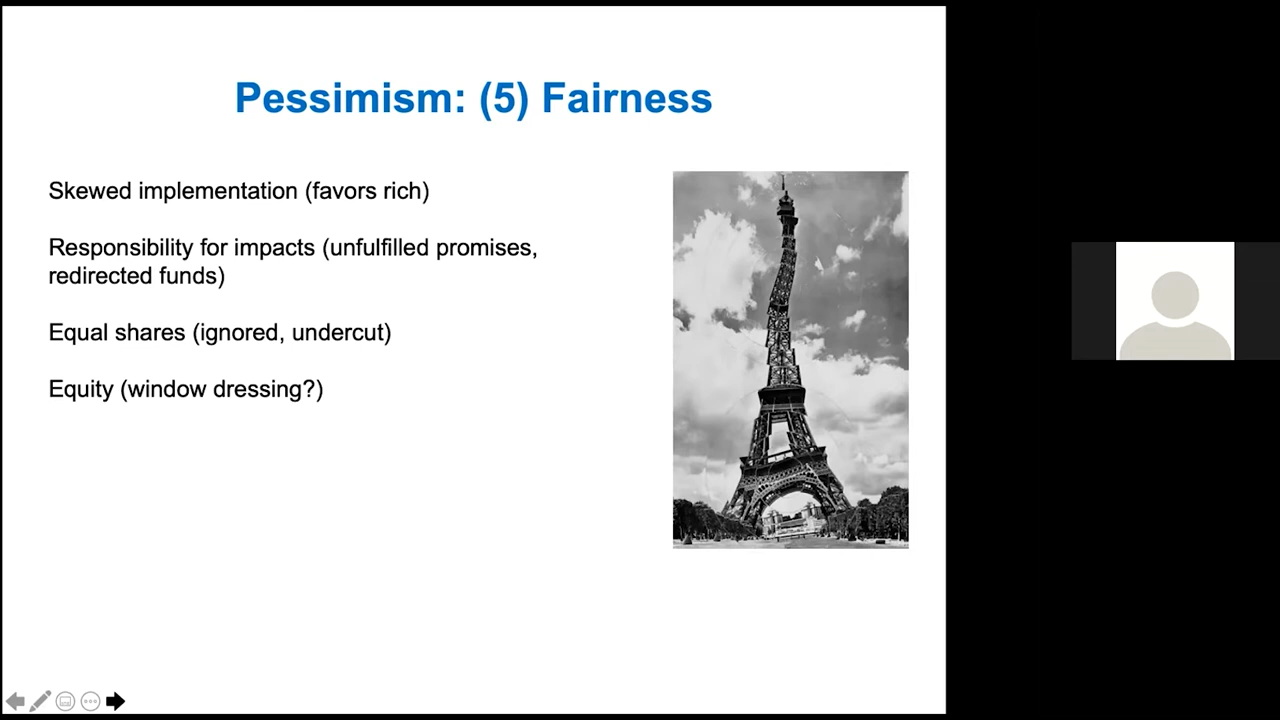 Pessimism: (5) Fairness
Skewed implementation (favors rich)
Responsibility for impacts (unfulfilled promises,
redirected funds)
Equal shares (ignored, undercut)
Equity (window dressing?)